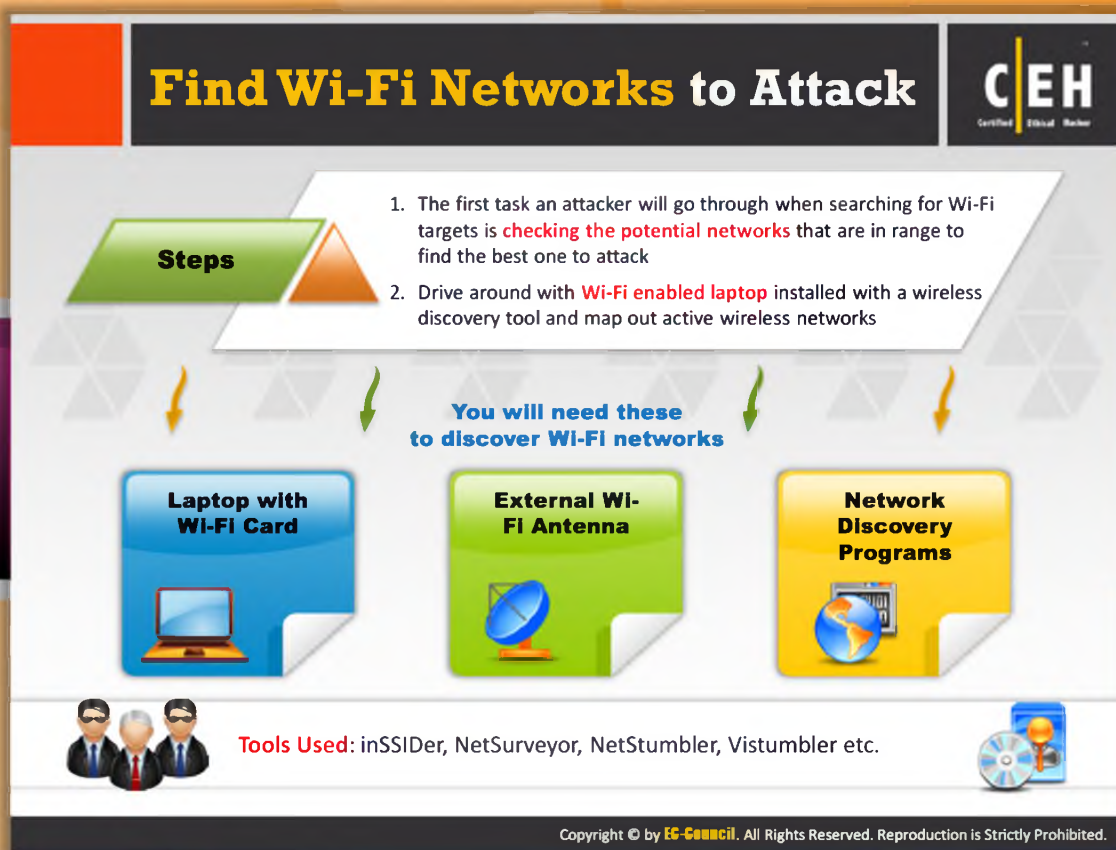 Find Wi-Fi Networks to Attack
CEH
Certified Ethical Hacker
Steps
1. The first task an attacker will go through when searching for Wi-Fi
targets is checking the potential networks that are in range to
find the best one to attack
2. Drive around with Wi-Fi enabled laptop installed with a wireless
discovery tool and map out active wireless networks
You will need these
to discover Wi-Fi networks
Laptop with
Wi-Fi Card
External Wi-
Fi Antenna
Network
Discovery
Programs
Tools Used: inSSIDer, NetSurveyor, NetStumbler, Vistumbler etc.
Copyright © by EC-Council. All Rights Reserved. Reproduction is Strictly Prohibited.